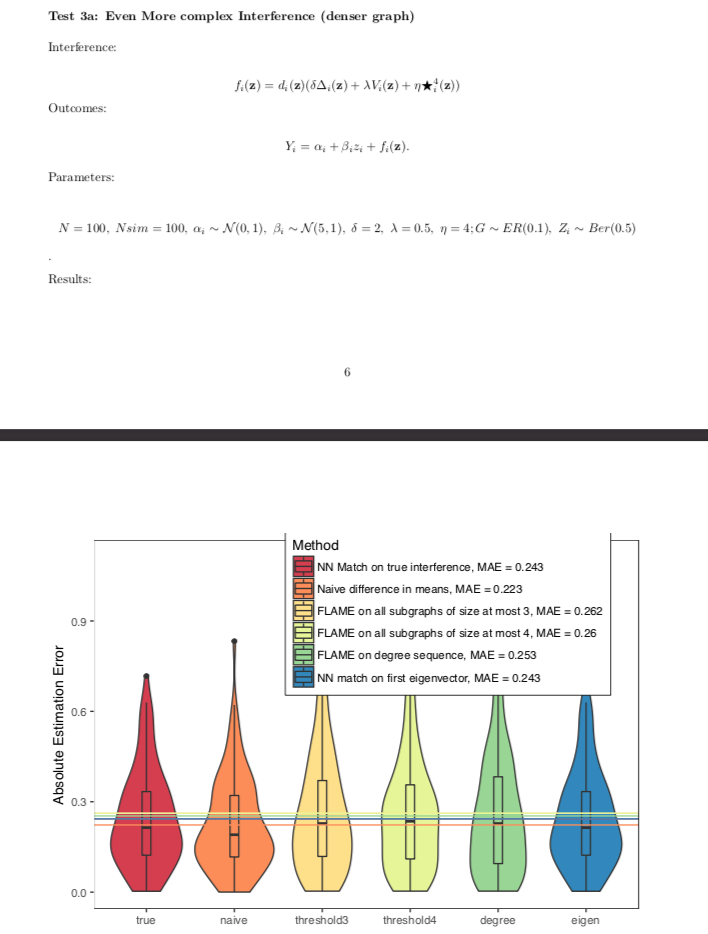 Test 3a: Even More complex Interference (denser graph)
Interference:
fᵢ(𝐳) = dᵢ(𝐳)(δΔᵢ(𝐳) + λVᵢ(𝐳) + η★ᵢ⁴(𝐳))
Outcomes:
Yᵢ = αᵢ + βᵢzᵢ + fᵢ(𝐳).
Parameters:
N = 100, Nsim = 100, αᵢ ∼ 𝒩(0, 1), βᵢ ∼ 𝒩(5, 1), δ = 2, λ = 0.5, η = 4; G ∼ ER(0.1), Zᵢ ∼ Ber(0.5)
.
Results:
6
Method
NN Match on true interference, MAE = 0.243
Naive difference in means, MAE = 0.223
FLAME on all subgraphs of size at most 3, MAE = 0.262
FLAME on all subgraphs of size at most 4, MAE = 0.26
FLAME on degree sequence, MAE = 0.253
NN match on first eigenvector, MAE = 0.243
Absolute Estimation Error
0.9
0.6
0.3
0.0
true naive threshold3 threshold4 degree eigen